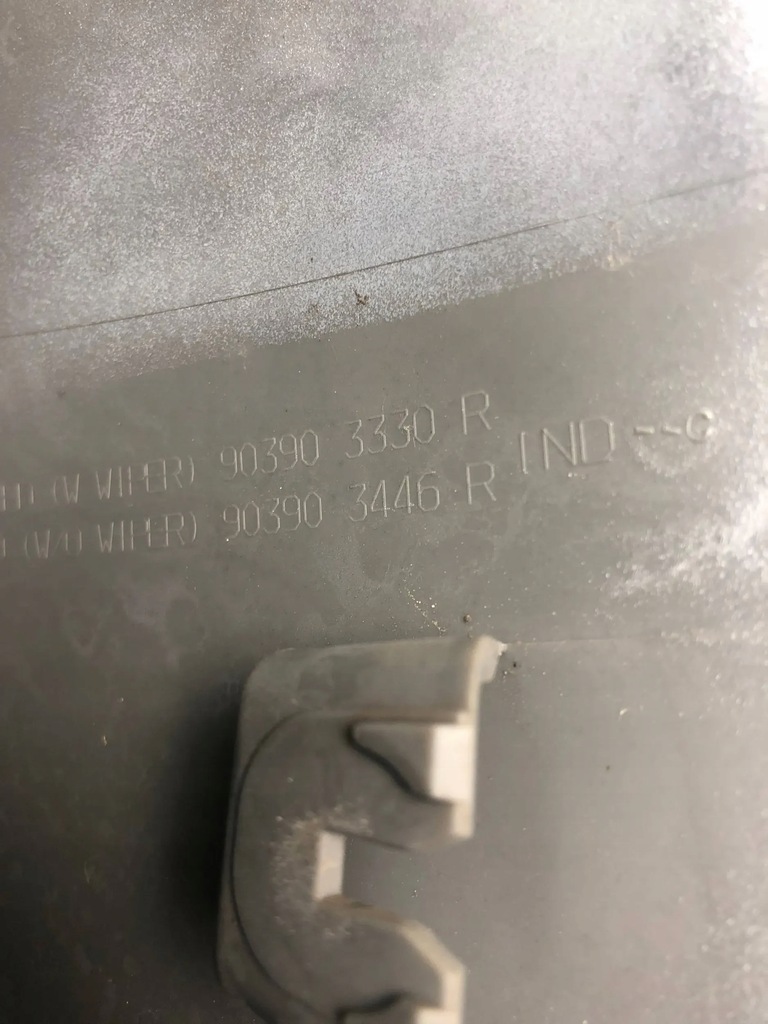 (W WIPER) 90390 3330 R
(W/O WIPER) 90390 3446 R
IND --C